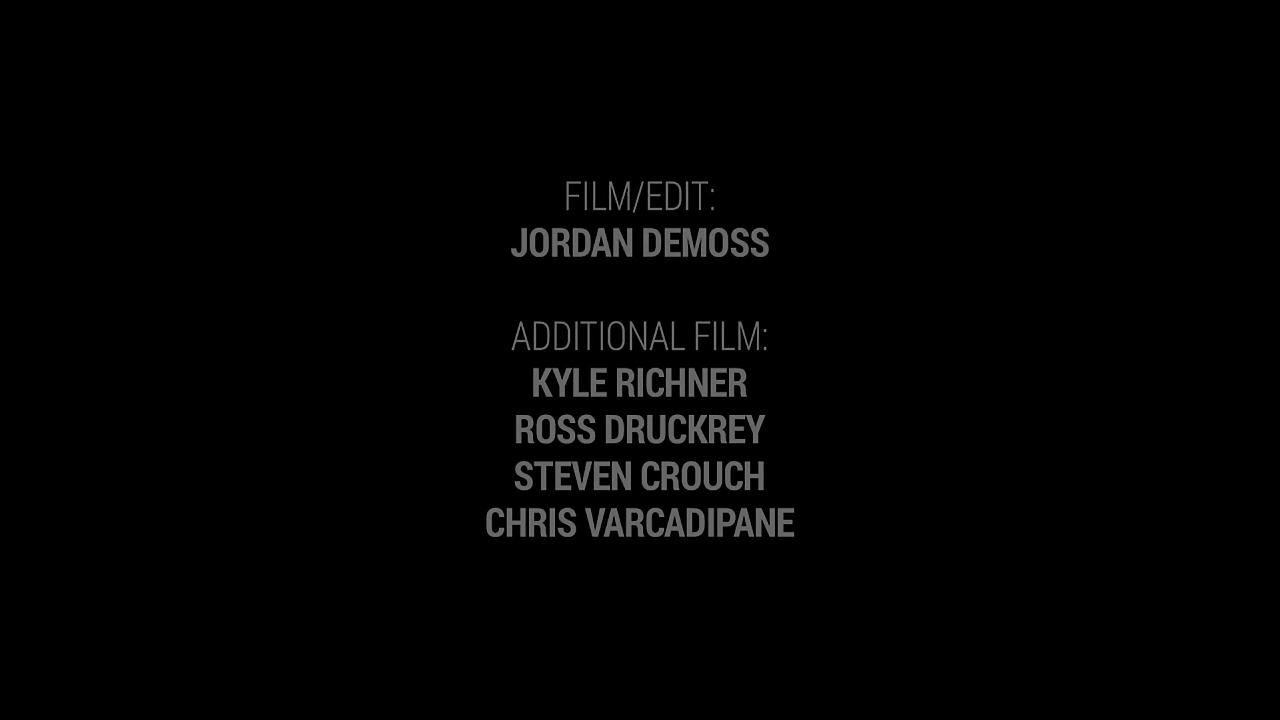 FILM/EDIT:
JORDAN DEMOSS
ADDITIONAL FILM:
KYLE RICHNER
ROSS DRUCKREY
STEVEN CROUCH
CHRIS VARCADIPANE